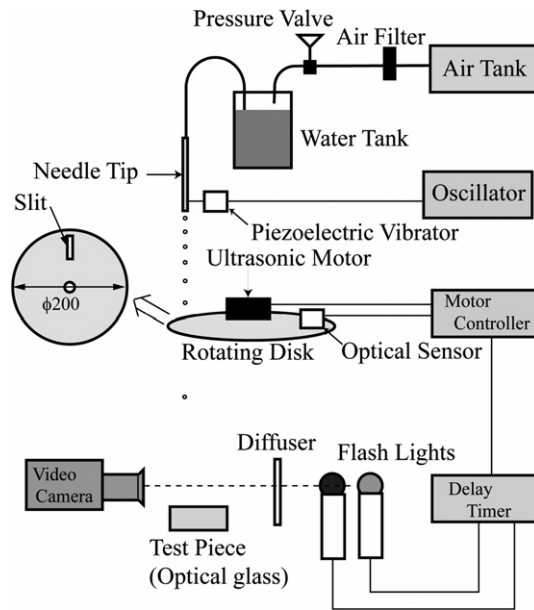 Pressure Valve
Air Filter
Air Tank
Water Tank
Needle Tip
Oscillator
Slit
Piezoelectric Vibrator
Ultrasonic Motor
ϕ200
Motor
Controller
Rotating Disk
Optical Sensor
Diffuser
Flash Lights
Video
Camera
Delay
Timer
Test Piece
(Optical glass)